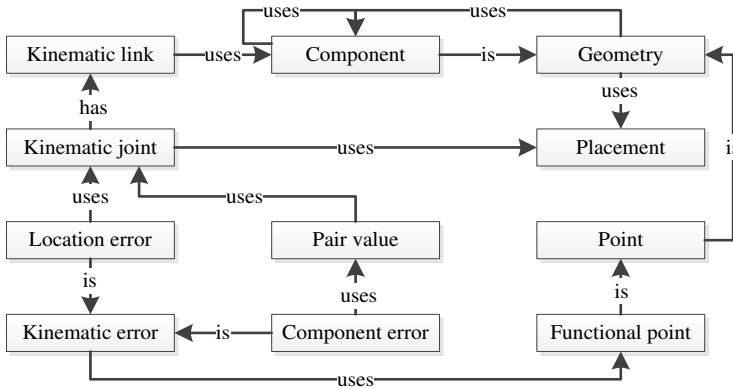 uses
uses
Kinematic link
uses
Component
is
Geometry
has
uses
Kinematic joint
uses
Placement
is
uses
uses
Location error
Pair value
Point
is
uses
is
Kinematic error
is
Component error
Functional point
uses